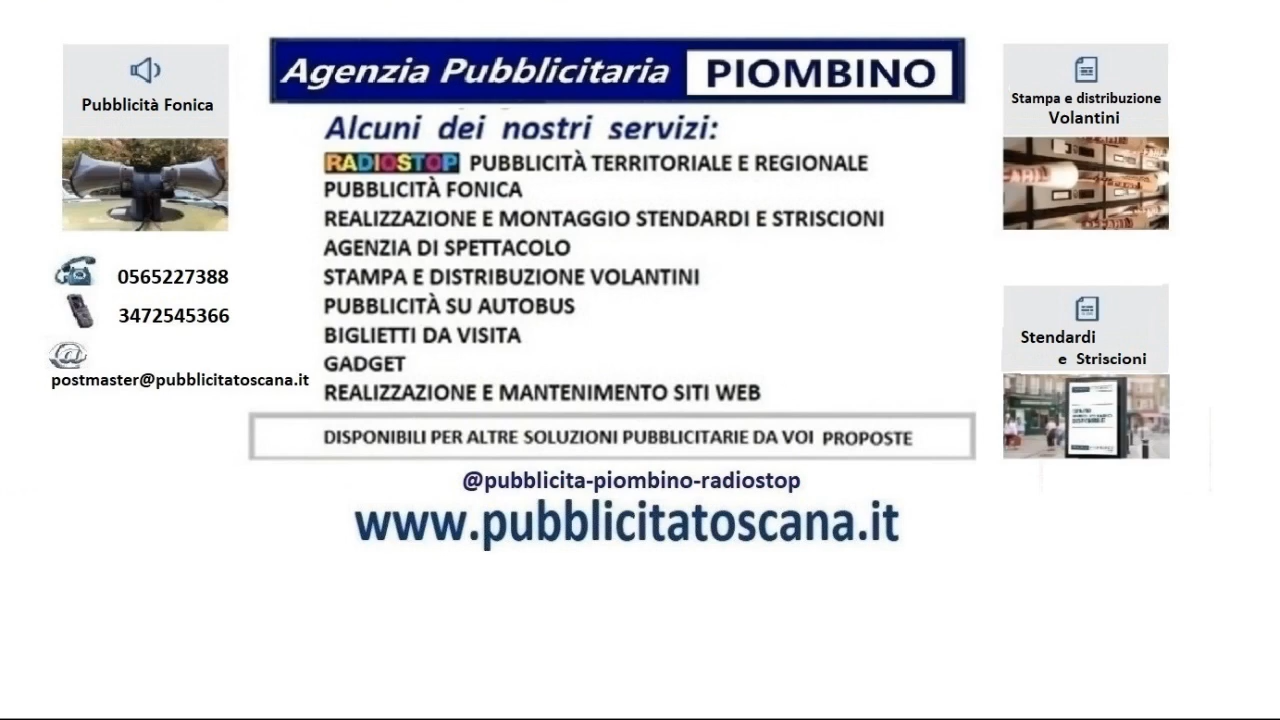 Agenzia Pubblicitaria PIOMBINO
Pubblicità Fonica
Stampa e distribuzione
Volantini
Alcuni dei nostri servizi:
RADIOSTOP PUBBLICITÀ TERRITORIALE E REGIONALE
PUBBLICITÀ FONICA
REALIZZAZIONE E MONTAGGIO STENDARDI E STRISCIONI
AGENZIA DI SPETTACOLO
STAMPA E DISTRIBUZIONE VOLANTINI
PUBBLICITÀ SU AUTOBUS
BIGLIETTI DA VISITA
GADGET
REALIZZAZIONE E MANTENIMENTO SITI WEB
0565227388
3472545366
@
postmaster@pubblicitatoscana.it
Stendardi
e Striscioni
DISPONIBILI PER ALTRE SOLUZIONI PUBBLICITARIE DA VOI PROPOSTE
@pubblicita-piombino-radiostop
www.pubblicitatoscana.it